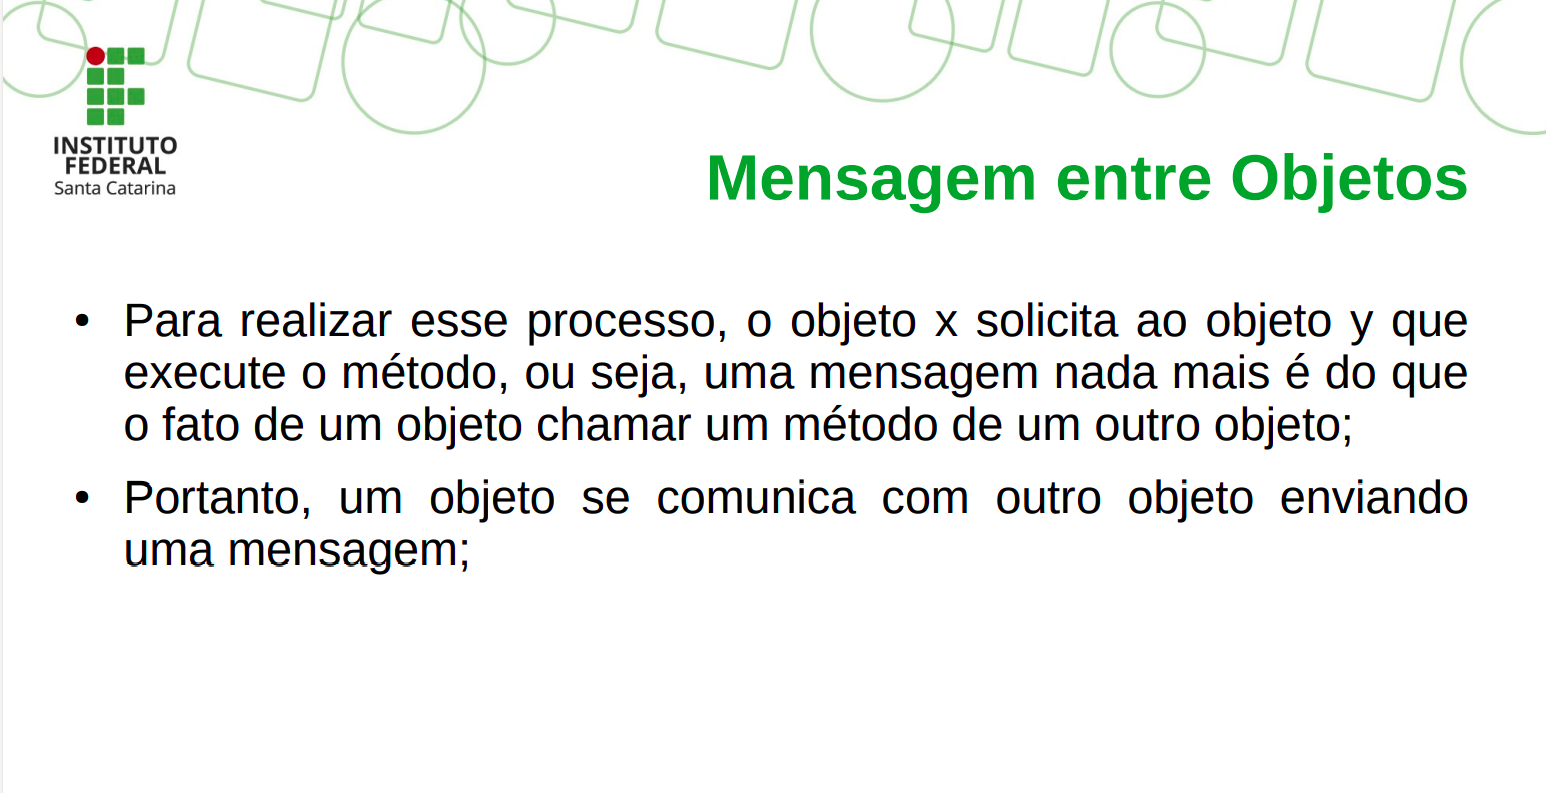 INSTITUTO
FEDERAL
Santa Catarina
Mensagem entre Objetos
• Para realizar esse processo, o objeto x solicita ao objeto y que
execute o método, ou seja, uma mensagem nada mais é do que
o fato de um objeto chamar um método de um outro objeto;
• Portanto, um objeto se comunica com outro objeto enviando
uma mensagem;